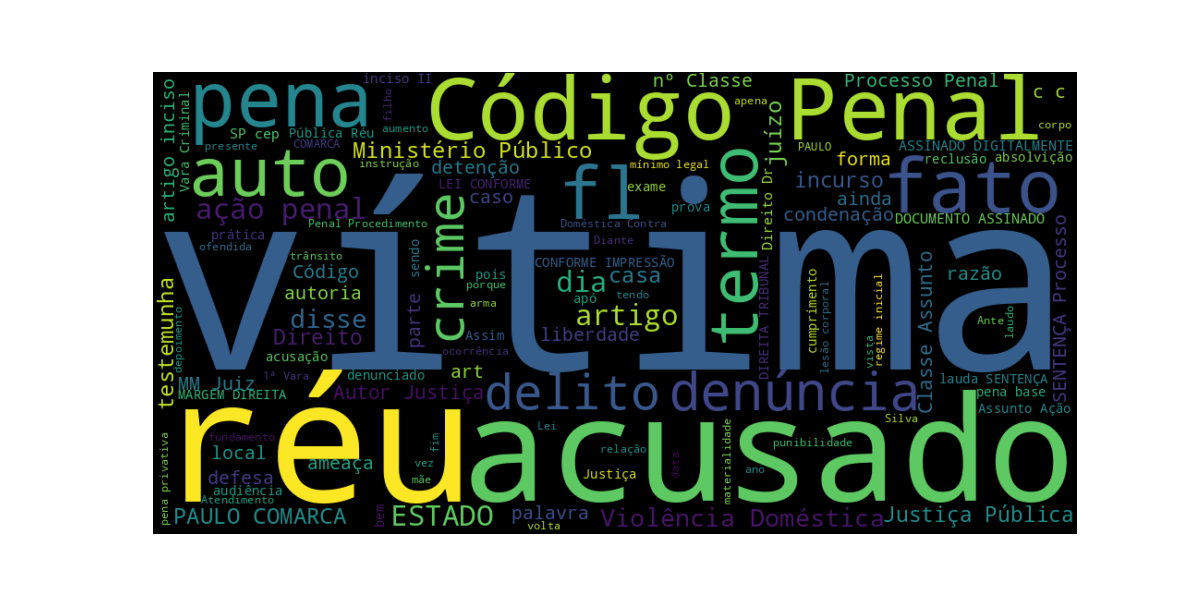 vítima
réu
acusado
Código Penal
pena
auto
fl
fato
termo
crime
delito
denúncia
inciso II
nº Classe
Processo Penal
c c
artigo inciso
Vara Criminal
filho
aumento
apena
corpo
SP cep
Pública Réu
presente
COMARCA
Ministério Público
instrução
detenção
mínimo legal
juízo
PAULO
ASSINADO DIGITALMENTE
forma
reclusão
absolvição
LEI CONFORME
caso
exame
prova
Direito Dr
incurso
ainda
condenação
DOCUMENTO ASSINADO
ação penal
Penal Procedimento
Doméstica Contra
Diante
prática
ofendida
trânsito
sendo
CONFORME IMPRESSÃO
Código
autoria
pois
porque
dia
casa
tendo
apó
arma
artigo
disse
parte
Assim
liberdade
Direito
acusação
ocorrência
DIREITA TRIBUNAL
cumprimento
lesão corporal
vista
regime inicial
Classe Assunto
razão
Ante
laudo
SENTENÇA Processo
testemunha
depoimento
1ª Vara
denunciado
art
MM Juiz
MARGEM DIREITA
Autor Justiça
lauda SENTENÇA
pena base
Assunto Ação
Silva
Lei
fundamento
fim
relação
punibilidade
materialidade
data
ano
local
ameaça
vez
mãe
defesa
audiência
Atendimento
Justiça
pena privativa
PAULO COMARCA
bem
ESTADO
palavra
volta
Violência Doméstica
Justiça Pública